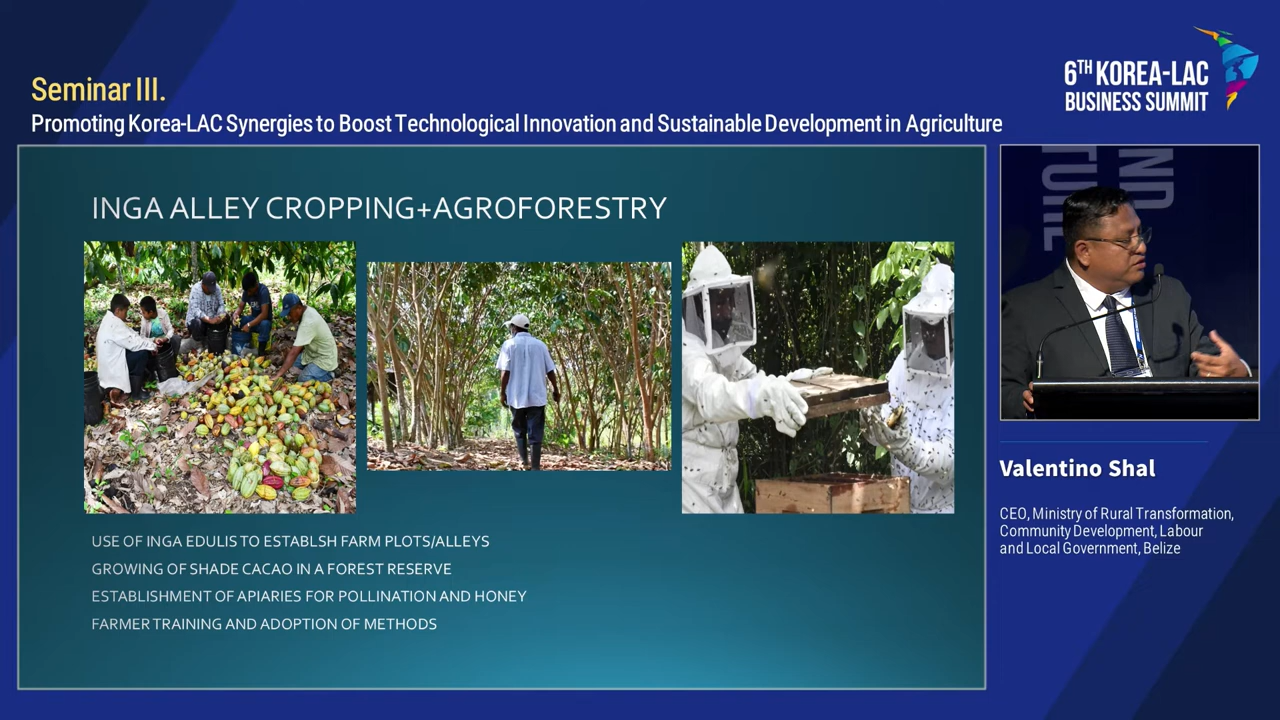 Seminar III.
Promoting Korea-LAC Synergies to Boost Technological Innovation and Sustainable Development in Agriculture
6TH KOREA-LAC
BUSINESS SUMMIT
INGA ALLEY CROPPING+AGROFORESTRY
USE OF INGA EDULIS TO ESTABLSH FARM PLOTS/ALLEYS
GROWING OF SHADE CACAO IN A FOREST RESERVE
ESTABLISHMENT OF APIARIES FOR POLLINATION AND HONEY
FARMER TRAINING AND ADOPTION OF METHODS
Valentino Shal
CEO, Ministry of Rural Transformation,
Community Development, Labour
and Local Government, Belize